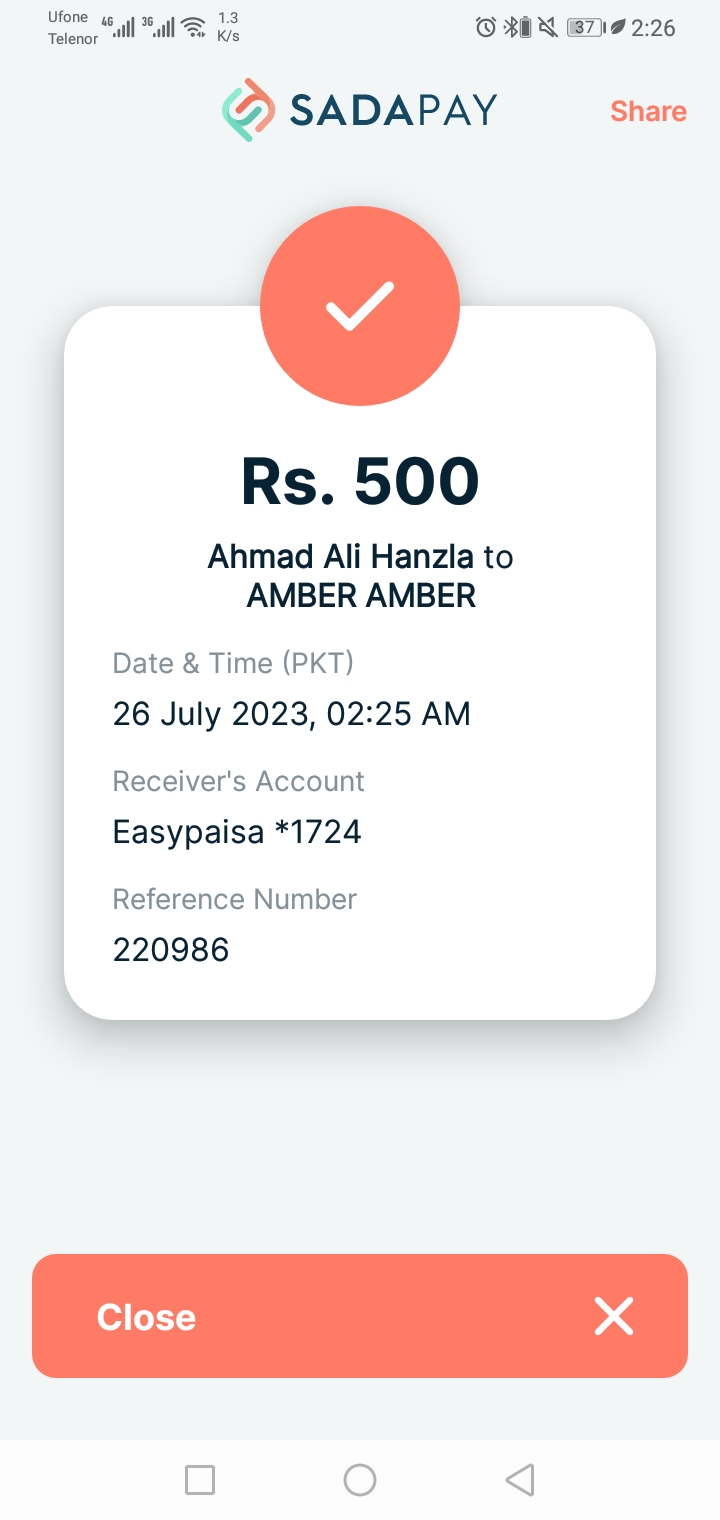 Ufone 4G 3G 1.3 K/s 37 2:26
Telenor
SADAPAY
Share
Rs. 500
Ahmad Ali Hanzla to
AMBER AMBER
Date & Time (PKT)
26 July 2023, 02:25 AM
Receiver's Account
Easypaisa *1724
Reference Number
220986
Close